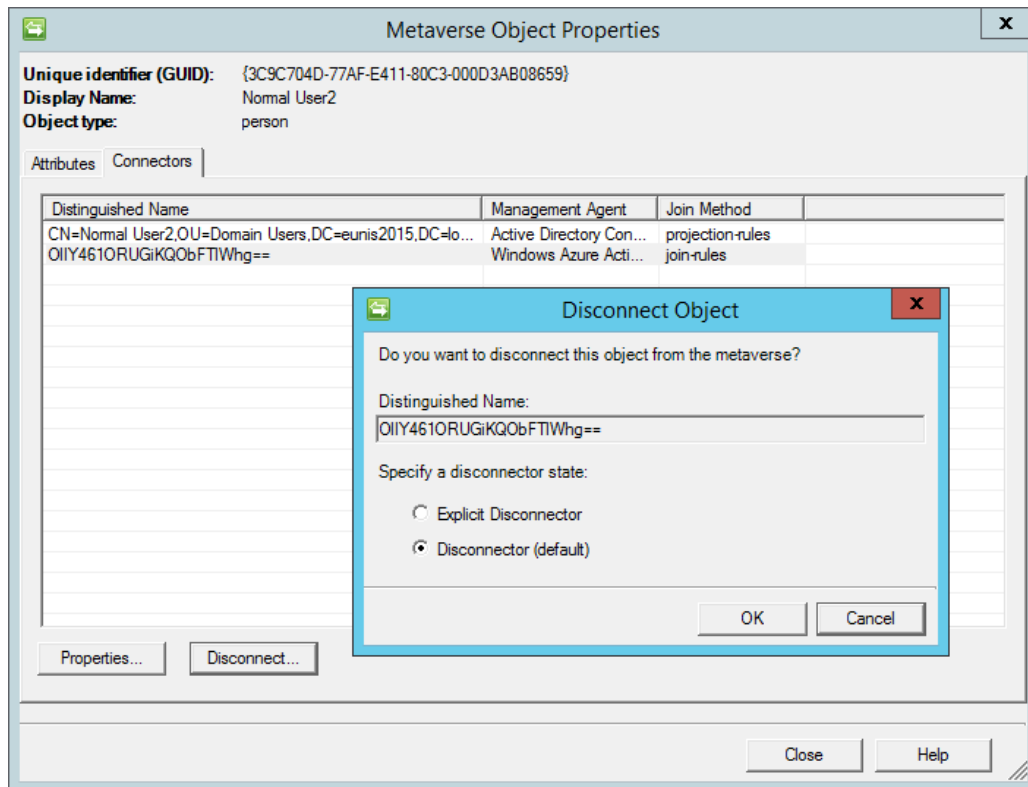 Metaverse Object Properties
x
Unique identifier (GUID): {3C9C704D-77AF-E411-80C3-000D3AB08659}
Display Name: Normal User2
Object type: person
Attributes Connectors
Distinguished Name Management Agent Join Method
CN=Normal User2,OU=Domain Users,DC=eunis2015,DC=lo... Active Directory Con... projection-rules
OIIY461ORUGiKQObFTlWhg== Windows Azure Acti... join-rules
Disconnect Object
x
Do you want to disconnect this object from the metaverse?
Distinguished Name:
OIIY461ORUGiKQObFTlWhg==
Specify a disconnector state:
Explicit Disconnector
Disconnector (default)
OK Cancel
Properties... Disconnect...
Close Help